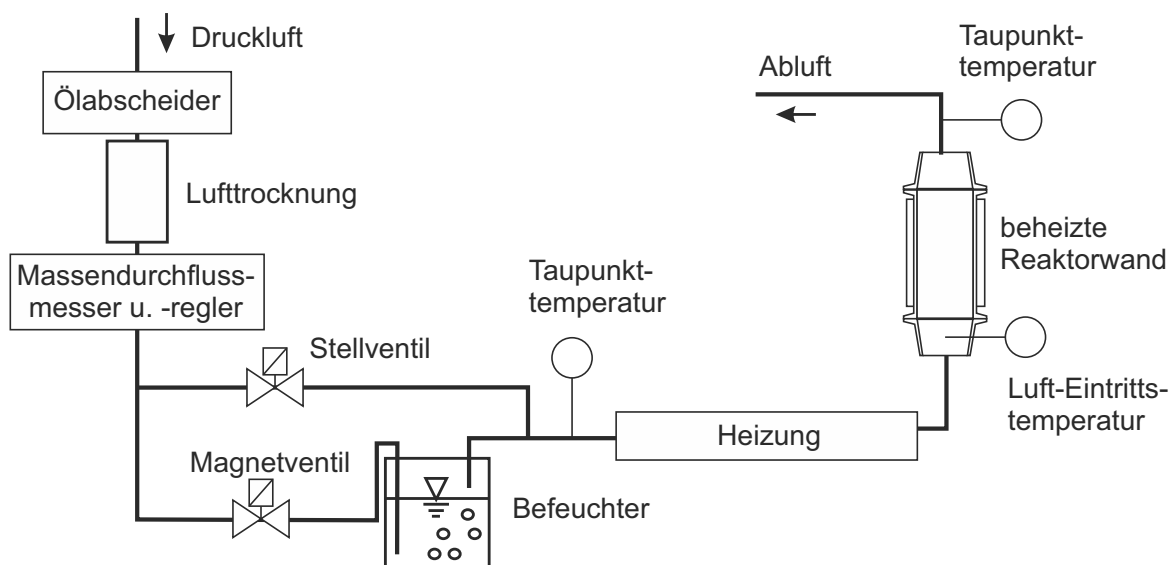 Druckluft
Ölabscheider
Lufttrocknung
Massendurchfluss-
messer u. -regler
Stellventil
Magnetventil
Befeuchter
Taupunkt-
temperatur
Heizung
Abluft
Taupunkt-
temperatur
beheizte
Reaktorwand
Luft-Eintritts-
temperatur